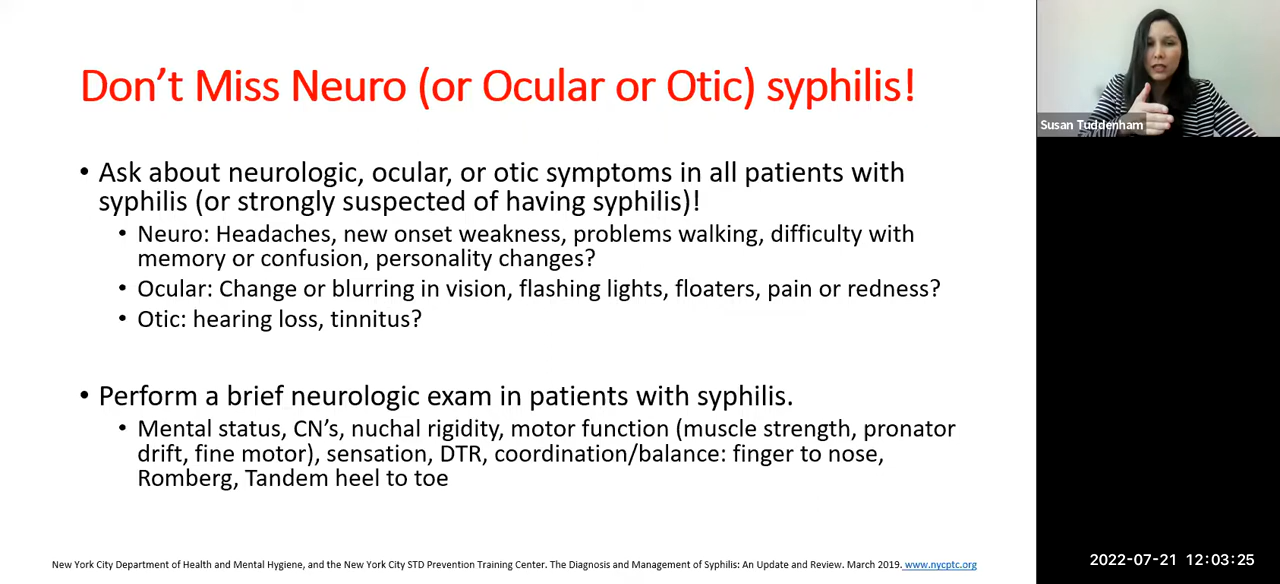 Don't Miss Neuro (or Ocular or Otic) syphilis!
Susan Tuddenham
• Ask about neurologic, ocular, or otic symptoms in all patients with
syphilis (or strongly suspected of having syphilis)!
• Neuro: Headaches, new onset weakness, problems walking, difficulty with
memory or confusion, personality changes?
• Ocular: Change or blurring in vision, flashing lights, floaters, pain or redness?
• Otic: hearing loss, tinnitus?
• Perform a brief neurologic exam in patients with syphilis.
• Mental status, CN's, nuchal rigidity, motor function (muscle strength, pronator
drift, fine motor), sensation, DTR, coordination/balance: finger to nose,
Romberg, Tandem heel to toe
New York City Department of Health and Mental Hygiene, and the New York City STD Prevention Training Center. The Diagnosis and Management of Syphilis: An Update and Review. March 2019. www.nycptc.org
2022-07-21 12:03:25